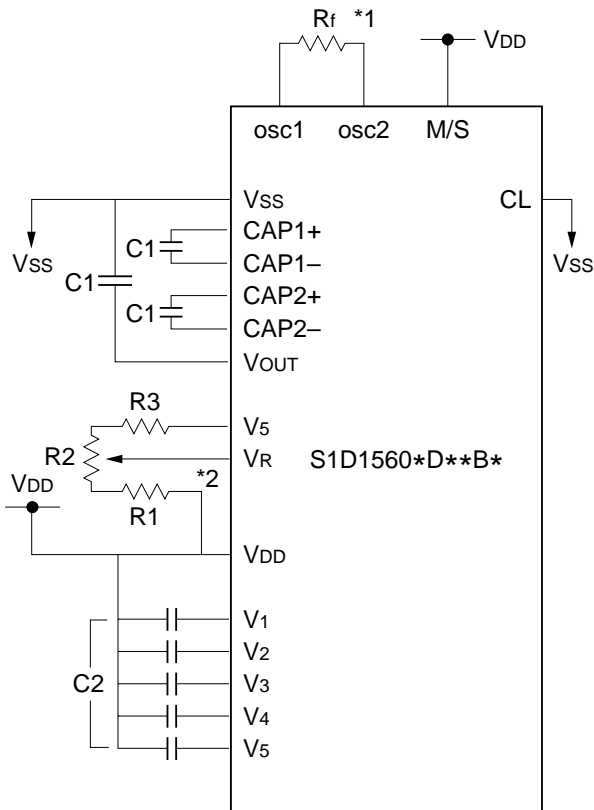 Rf *1
VDD
osc1 osc2 M/S
VSS CL
CAP1+
C1
CAP1–
VSS VSS
C1
CAP2+
C1
CAP2–
VOUT
R3
V5
R2
VR S1D1560*D**B*
*2
VDD
R1
VDD
V1
V2
C2 V3
V4
V5